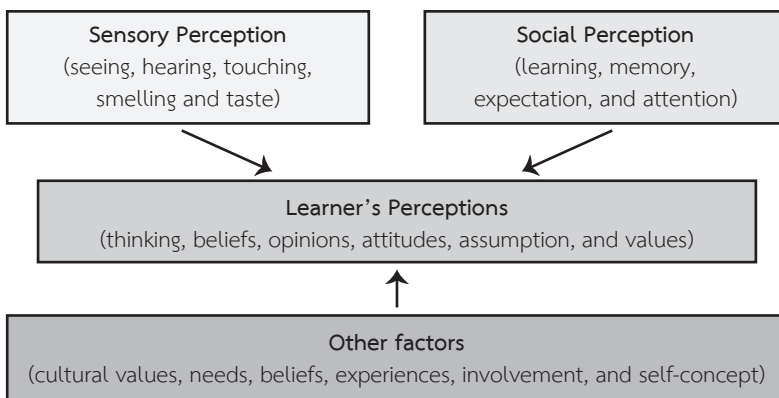 Sensory Perception
(seeing, hearing, touching,
smelling and taste)
Social Perception
(learning, memory,
expectation, and attention)
Learner’s Perceptions
(thinking, beliefs, opinions, attitudes, assumption, and values)
Other factors
(cultural values, needs, beliefs, experiences, involvement, and self-concept)